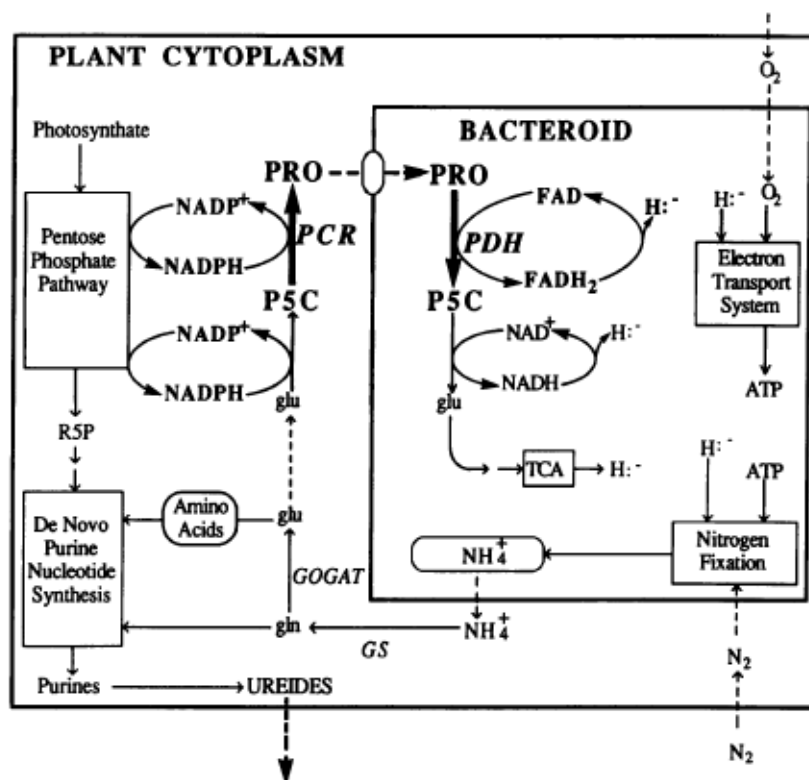 PLANT CYTOPLASM
O2
Photosynthate
BACTEROID
PRO
PRO
FAD
H:-
H:-
O2
NADP+
PCR
PDH
Pentose
Phosphate
Pathway
NADPH
FADH2
Electron
Transport
System
P5C
P5C
NADP+
NAD+
H:-
NADPH
NADH
ATP
glu
glu
R5P
TCA
H:-
H:-
ATP
Amino
Acids
glu
De Novo
Purine
Nucleotide
Synthesis
NH4+
Nitrogen
Fixation
GOGAT
gln
NH4+
GS
N2
Purines
UREIDES
N2